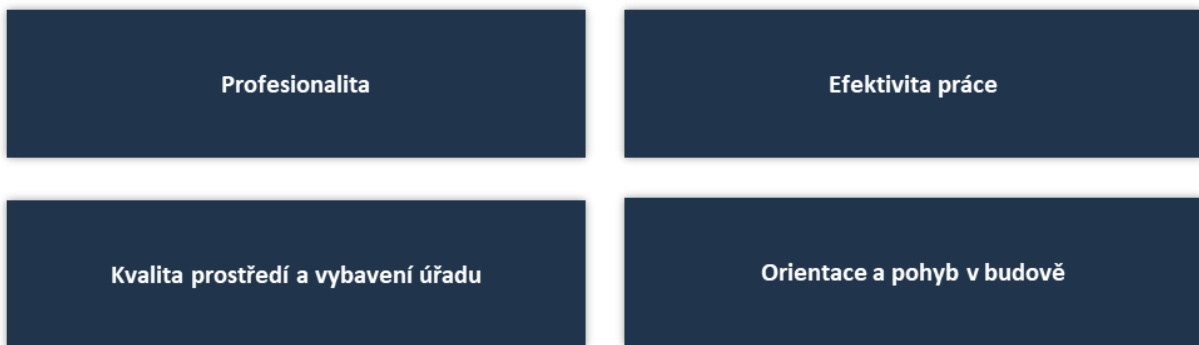 Profesionalita
Efektivita práce
Kvalita prostředí a vybavení úřadu
Orientace a pohyb v budově